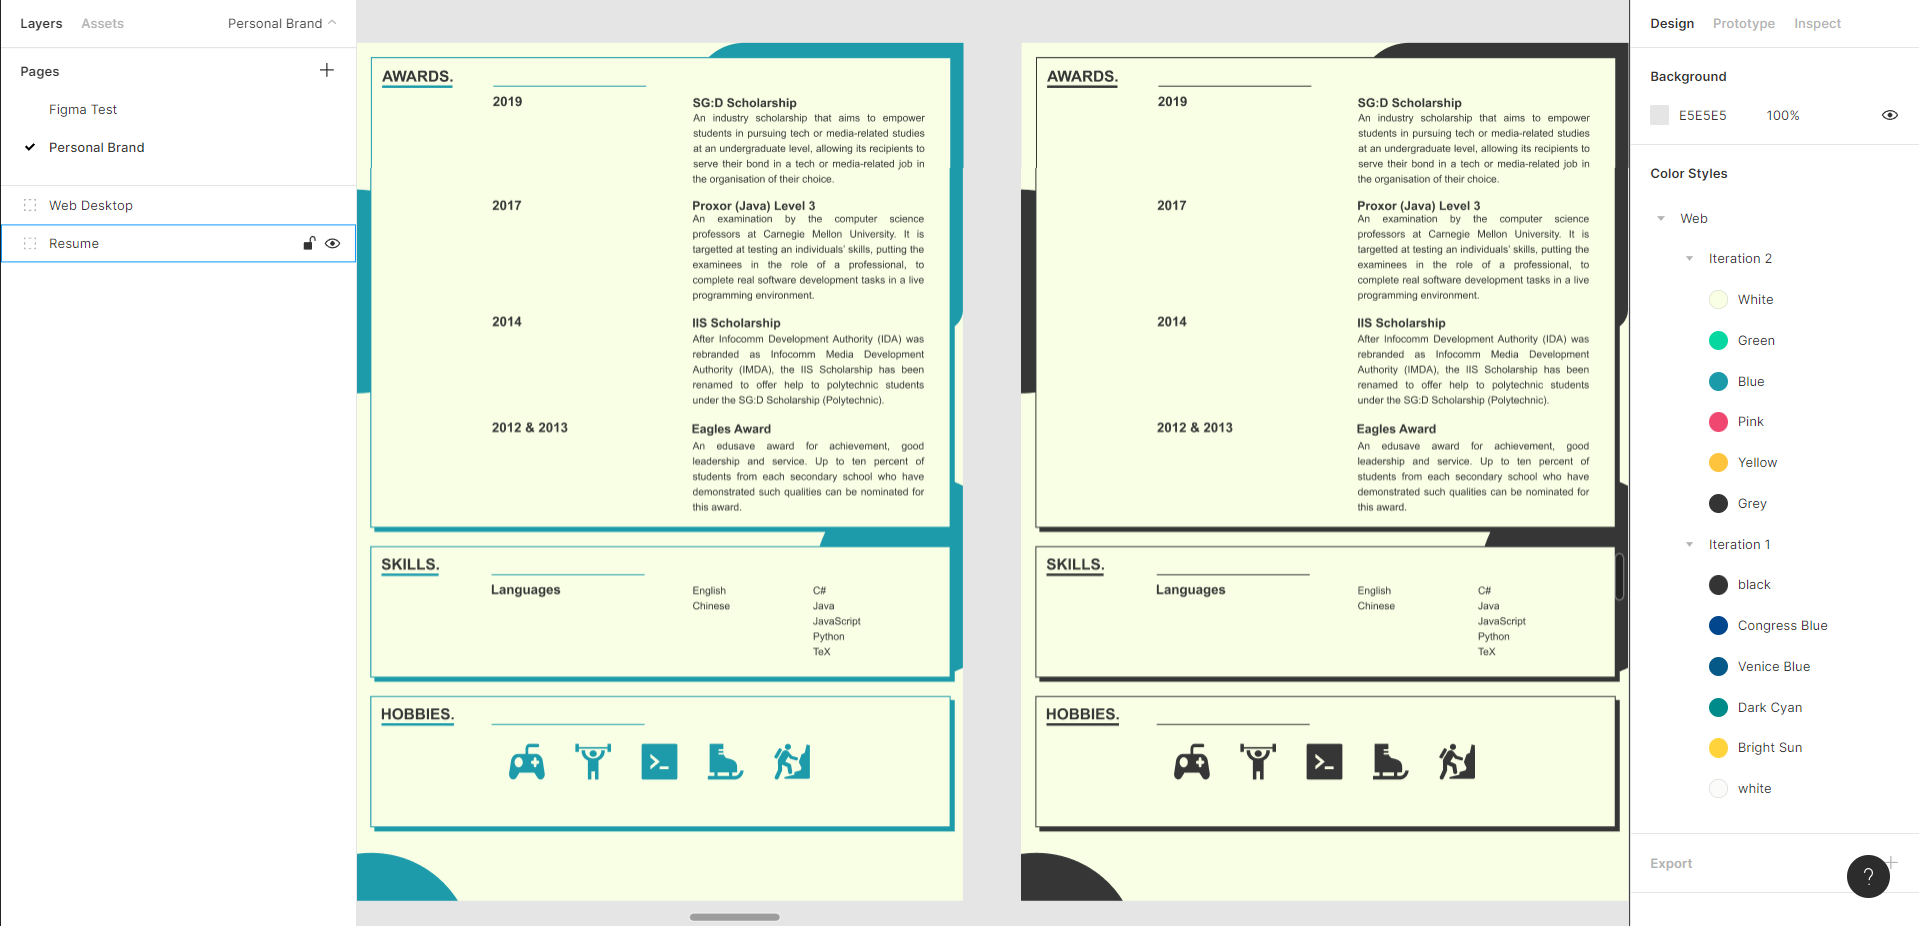 Layers
Assets
Personal Brand
Pages
Figma Test
Personal Brand
Web Desktop
Resume
AWARDS.
2019
SG:D Scholarship
An industry scholarship that aims to empower
students in pursuing tech or media-related studies
at an undergraduate level, allowing its recipients to
serve their bond in a tech or media-related job in
the organisation of their choice.
2017
Proxor (Java) Level 3
An examination by the computer science
professors at Carnegie Mellon University. It is
targetted at testing an individuals' skills, putting the
examinees in the role of a professional, to
complete real software development tasks in a live
programming environment.
2014
IIS Scholarship
After Infocomm Development Authority (IDA) was
rebranded as Infocomm Media Development
Authority (IMDA), the IIS Scholarship has been
renamed to offer help to polytechnic students
under the SG:D Scholarship (Polytechnic).
2012 & 2013
Eagles Award
An edusave award for achievement, good
leadership and service. Up to ten percent of
students from each secondary school who have
demonstrated such qualities can be nominated for
this award.
SKILLS.
Languages
English
Chinese
C#
Java
JavaScript
Python
TeX
HOBBIES.
AWARDS.
2019
SG:D Scholarship
An industry scholarship that aims to empower
students in pursuing tech or media-related studies
at an undergraduate level, allowing its recipients to
serve their bond in a tech or media-related job in
the organisation of their choice.
2017
Proxor (Java) Level 3
An examination by the computer science
professors at Carnegie Mellon University. It is
targetted at testing an individuals' skills, putting the
examinees in the role of a professional, to
complete real software development tasks in a live
programming environment.
2014
IIS Scholarship
After Infocomm Development Authority (IDA) was
rebranded as Infocomm Media Development
Authority (IMDA), the IIS Scholarship has been
renamed to offer help to polytechnic students
under the SG:D Scholarship (Polytechnic).
2012 & 2013
Eagles Award
An edusave award for achievement, good
leadership and service. Up to ten percent of
students from each secondary school who have
demonstrated such qualities can be nominated for
this award.
SKILLS.
Languages
English
Chinese
C#
Java
JavaScript
Python
TeX
HOBBIES.
Design
Prototype
Inspect
Background
E5E5E5
100%
Color Styles
Web
Iteration 2
White
Green
Blue
Pink
Yellow
Grey
Iteration 1
black
Congress Blue
Venice Blue
Dark Cyan
Bright Sun
white
Export
?